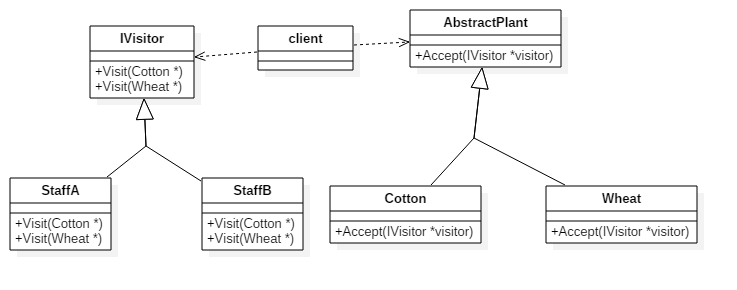 IVisitor
+Visit(Cotton *)
+Visit(Wheat *)
client
AbstractPlant
+Accept(IVisitor *visitor)
StaffA
+Visit(Cotton *)
+Visit(Wheat *)
StaffB
+Visit(Cotton *)
+Visit(Wheat *)
Cotton
+Accept(IVisitor *visitor)
Wheat
+Accept(IVisitor *visitor)